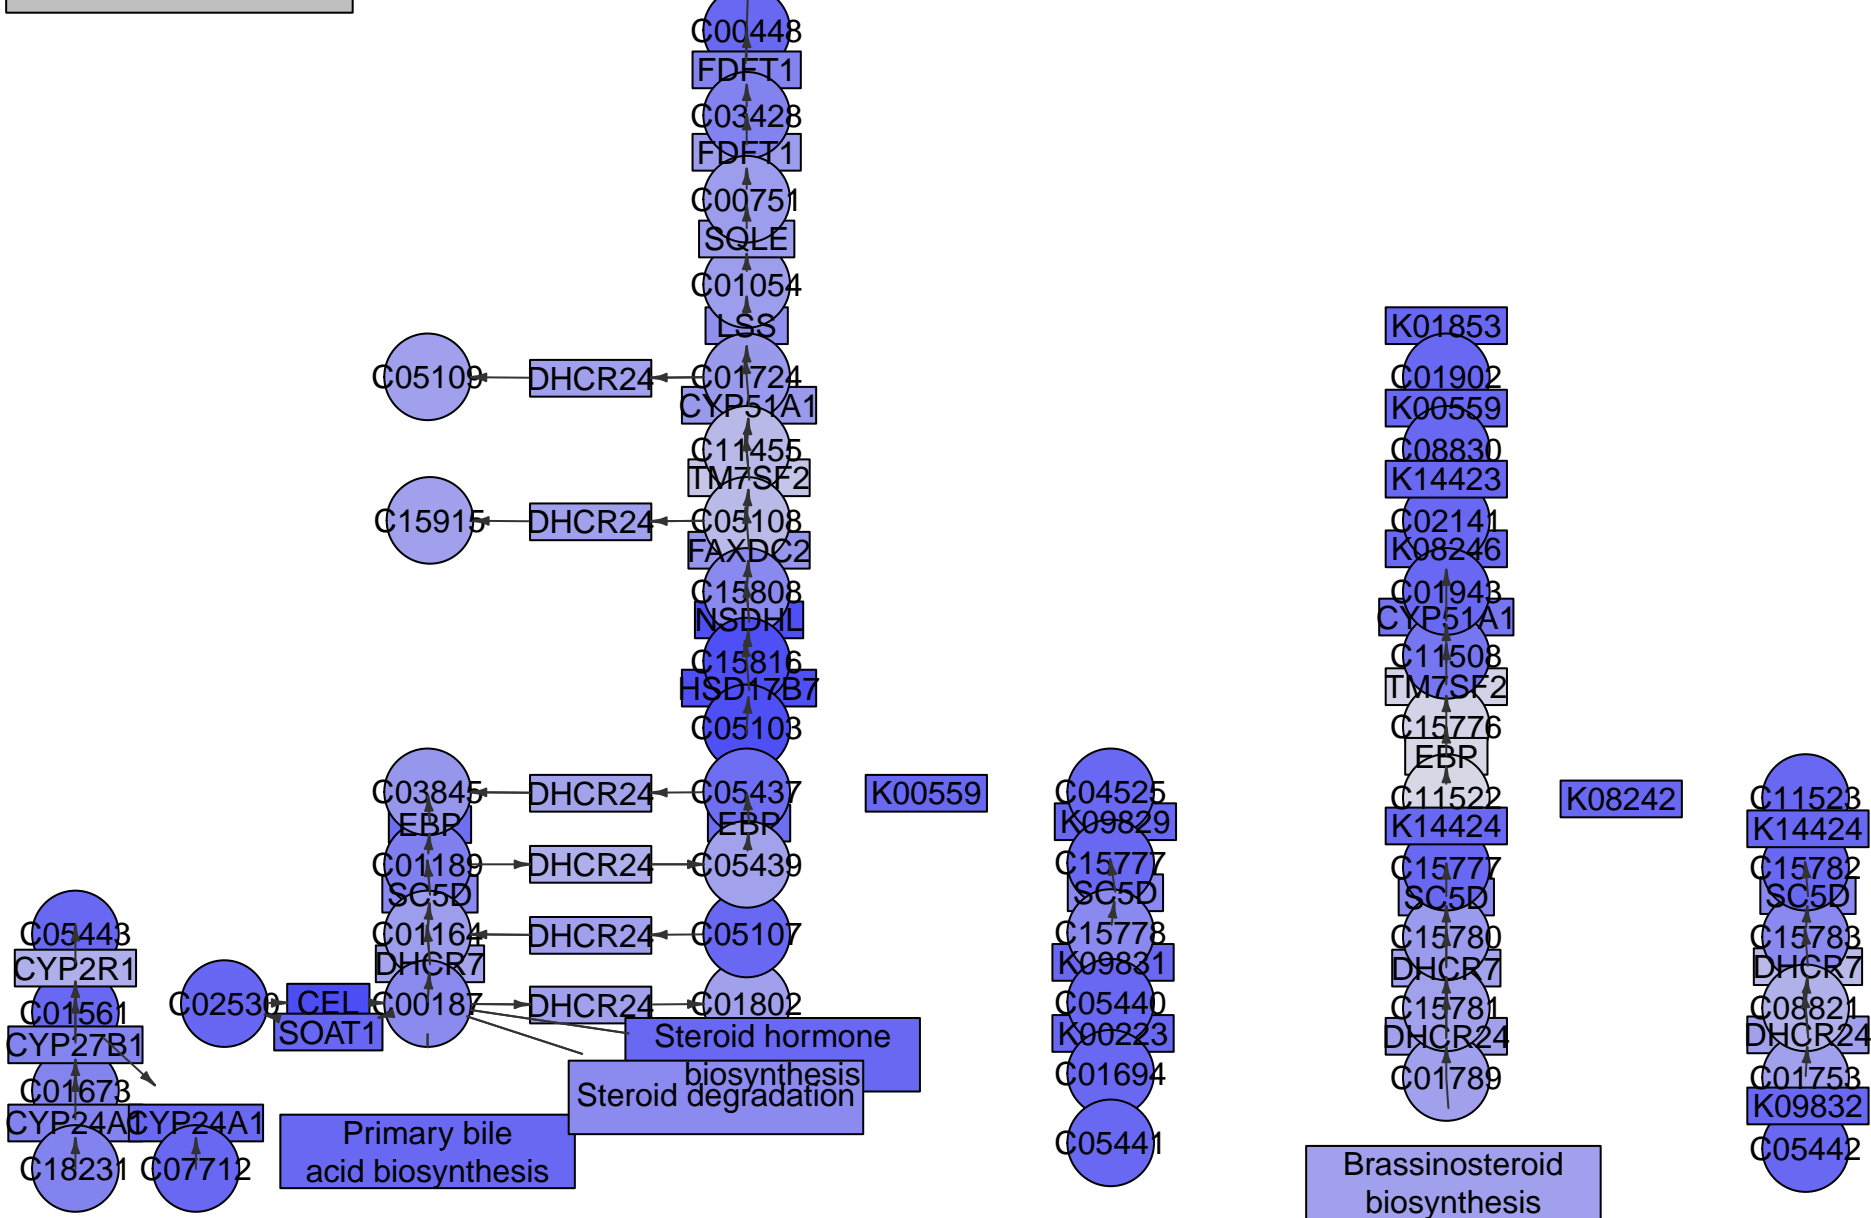 C00448
FDFT1
C03428
FDFT1
C00751
SQLE
C01054
LSS
C05109
DHCR24
C01724
CYP51A1
C11455
TM7SF2
C15915
DHCR24
C05108
FAXDC2
C15808
NSDHL
C15816
HSD17B7
C05103
C03845
DHCR24
C05437
EBP
EBP
C01189
DHCR24
C05439
SC5D
C01164
DHCR24
C05107
DHCR7
C02530
CEL
SOAT1
C00187
DHCR24
C01802
C05443
CYP2R1
C01561
CYP27B1
C01673
CYP24A1
CYP24A1
C18231
C07712
Steroid hormone
biosynthesis
Steroid degradation
Primary bile
acid biosynthesis
K00559
C04525
K09829
C15777
SC5D
C15778
K09831
C05440
K00223
C01694
C05441
K01853
C01902
K00559
C08830
K14423
C02141
K08246
C01943
CYP51A1
C11508
TM7SF2
C15776
EBP
C11522
K14424
C15777
SC5D
C15780
DHCR7
C15781
DHCR24
C01789
Brassinosteroid
biosynthesis
K08242
C11523
K14424
C15782
SC5D
C15783
DHCR7
C08821
DHCR24
C01753
K09832
C05442